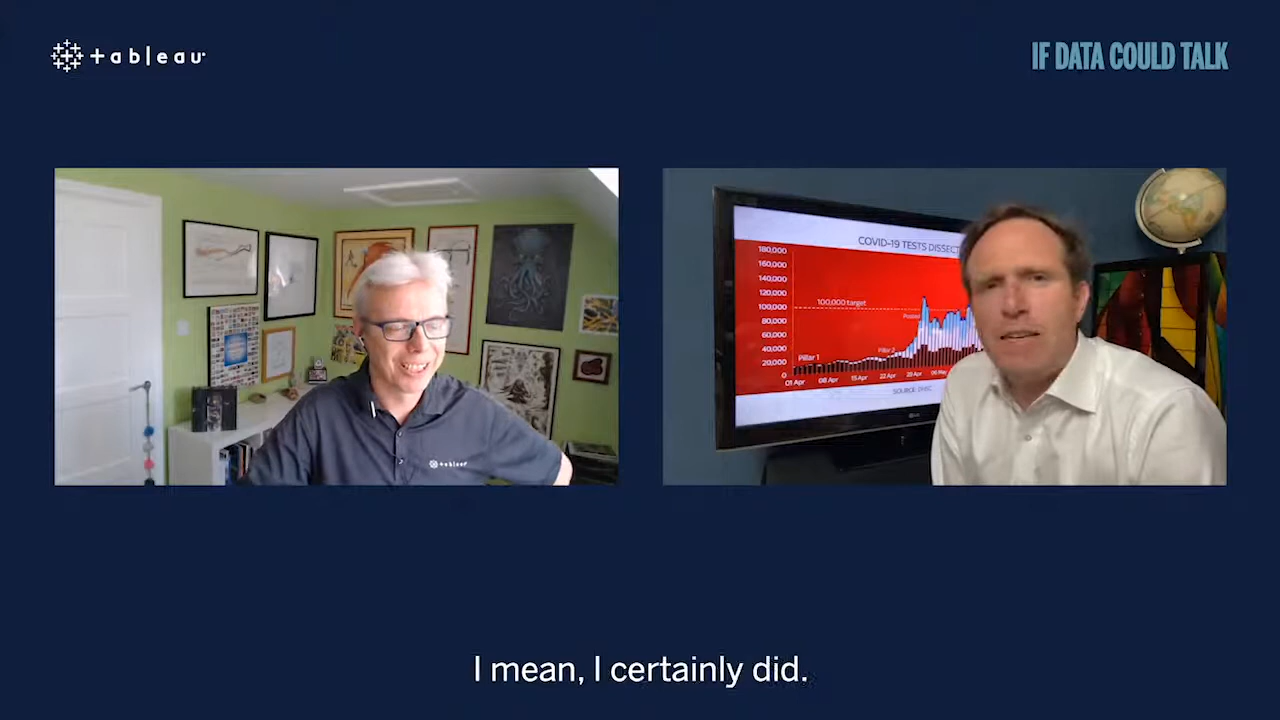 +ableau
IF DATA COULD TALK
COVID-19 TESTS DISSECT
180,000
160,000
140,000
120,000
100,000
80,000
60,000
40,000
20,000
0
100,000 target
Posted
Pillar 2
Pillar 1
01 Apr
08 Apr
15 Apr
22 Apr
29 Apr
06 May
SOURCE: DHSC
+ableau
I mean, I certainly did.